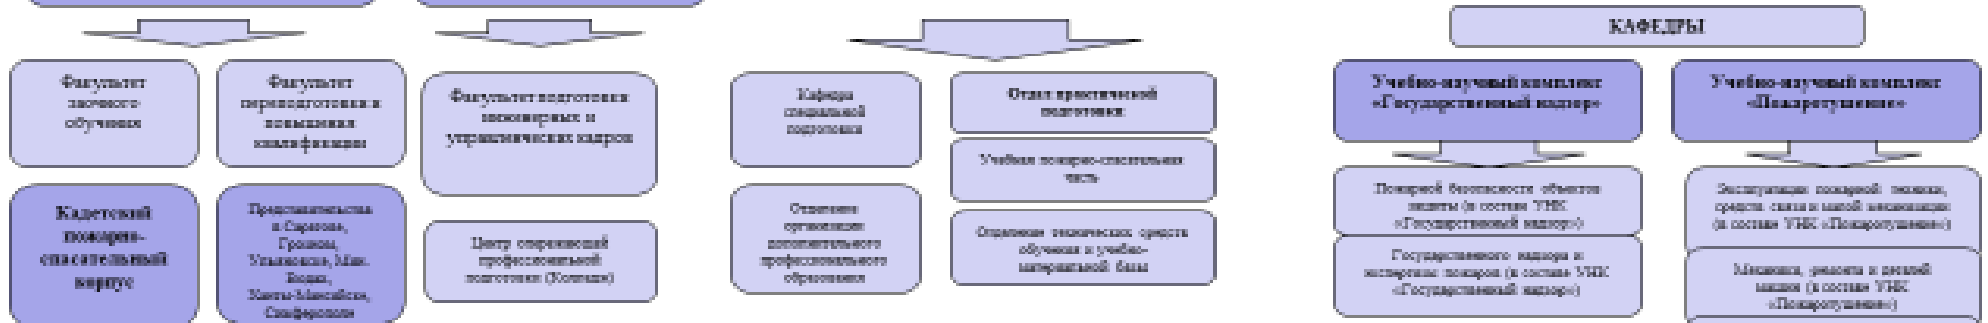 Факультет
заочного
обучения
Факультет
переподготовки и
повышения
квалификации
Факультет подготовки
инженерных и
управленческих кадров
Кадетский
пожарно-
спасательный
корпус
Представительства
в Саратове,
Грозном,
Ульяновске, Мин.
Водах,
Ханты-Мансийске,
Симферополе
Центр опережающей
профессиональной
подготовки (Колледж)
Кафедра
специальной
подготовки
Отдел практической
подготовки
Учебная пожарно-спасательная
часть
Отделение
организации
дополнительного
профессионального
образования
Отделение технических средств
обучения и учебно-
материальной базы
КАФЕДРЫ
Учебно-научный комплекс
«Государственный надзор»
Учебно-научный комплекс
«Пожаротушение»
Пожарной безопасности объектов
защиты (в составе УНК
«Государственный надзор»)
Государственного надзора и
экспертизы пожаров (в составе УНК
«Государственный надзор»)
Эксплуатации пожарной техники,
средств связи и малой механизации
(в составе УНК «Пожаротушение»)
Механики, ремонта и деталей
машин (в составе УНК
«Пожаротушение»)